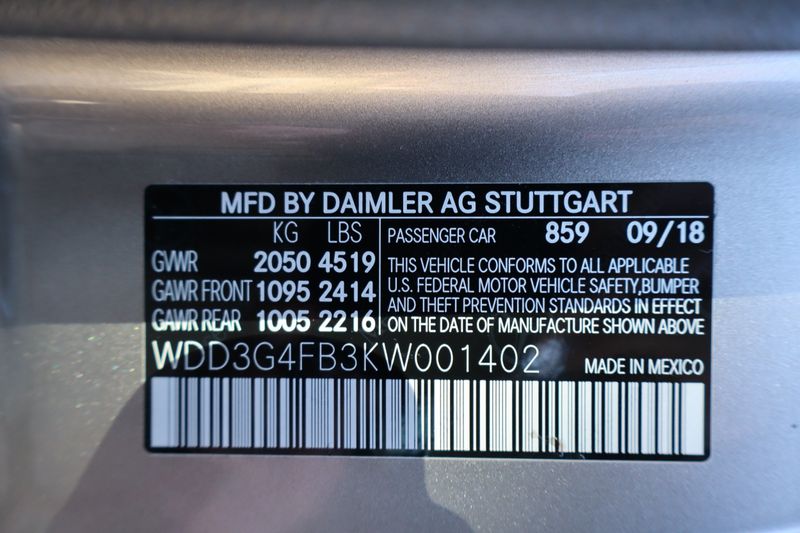 MFD BY DAIMLER AG STUTTGART
KG LBS
GVWR 2050 4519
GAWR FRONT 1095 2414
GAWR REAR 1005 2216
PASSENGER CAR 859 09/18
THIS VEHICLE CONFORMS TO ALL APPLICABLE
U.S. FEDERAL MOTOR VEHICLE SAFETY,BUMPER
AND THEFT PREVENTION STANDARDS IN EFFECT
ON THE DATE OF MANUFACTURE SHOWN ABOVE
WDD3G4FB3KW001402
MADE IN MEXICO